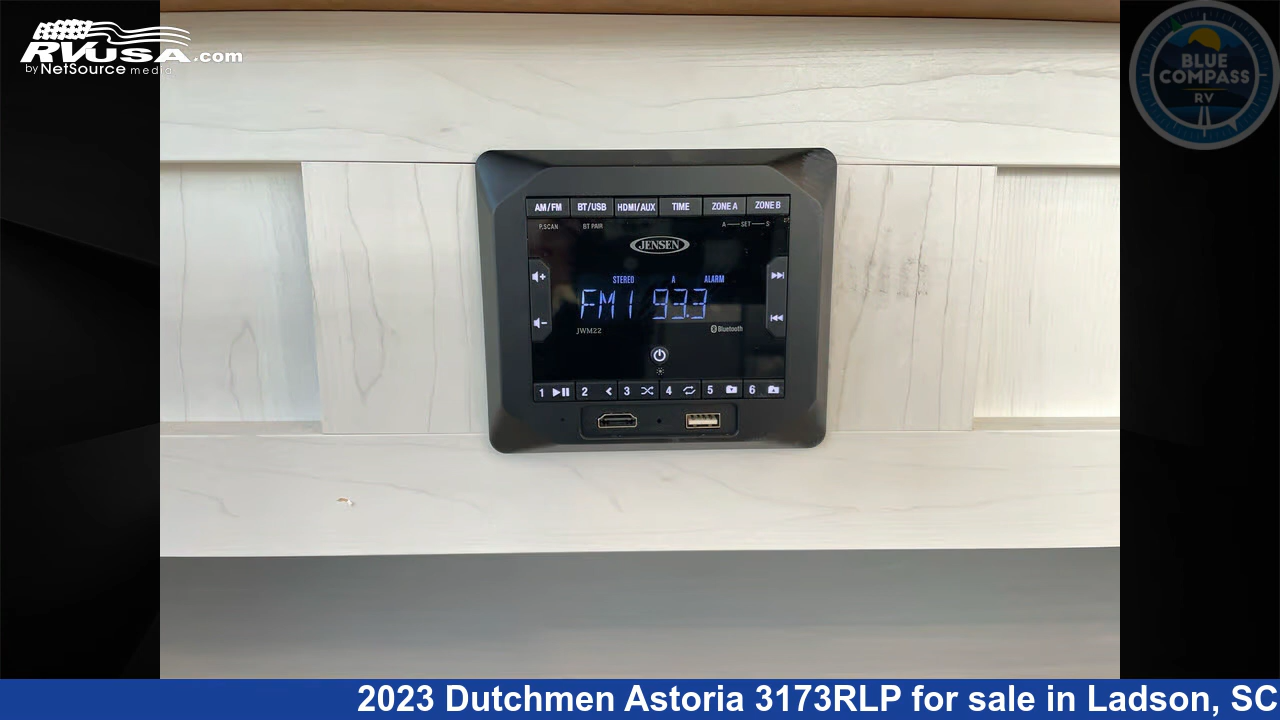 RVUSA.com
by NetSource media
BLUE
COMPASS
RV
AM/FM BT/USB HDMI/AUX TIME ZONE A ZONE B
P.SCAN BT PAIR A SET S
JENSEN
STEREO A ALARM
FM1 93.3
JWM22 Bluetooth
1 2 3 4 5 6
2023 Dutchmen Astoria 3173RLP for sale in Ladson, SC